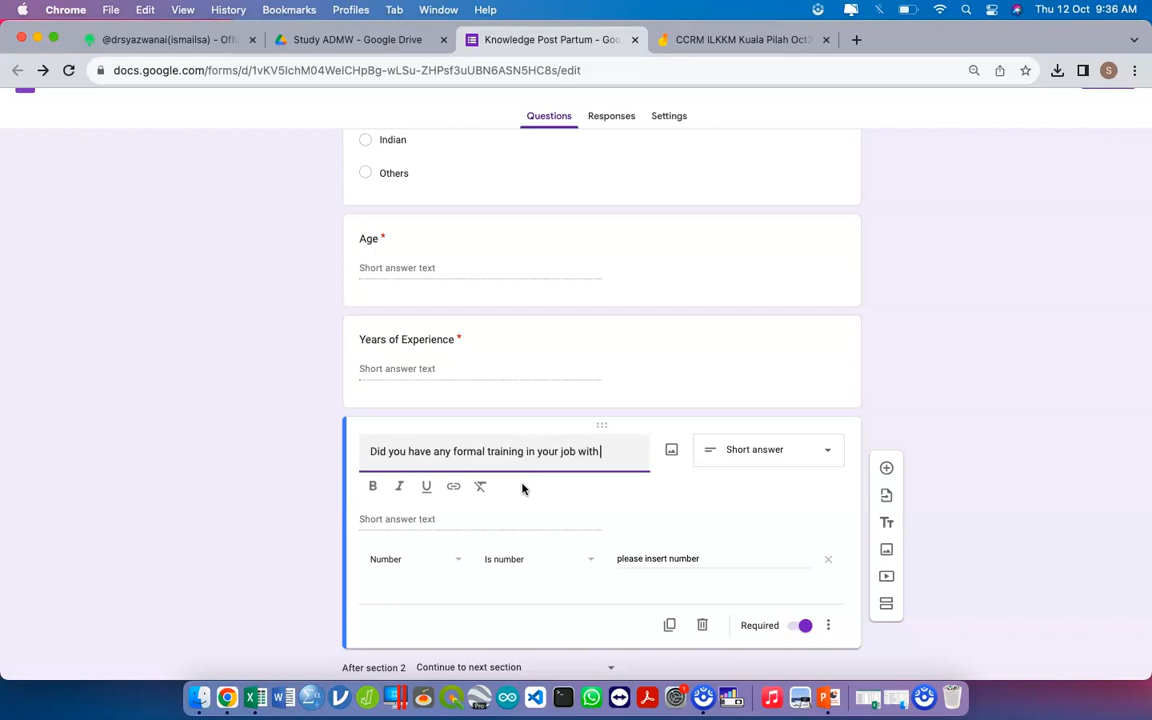 Chrome File Edit View History Bookmarks Profiles Tab Window Help Thu 12 Oct 9:36 AM
@drsyazwanai(ismailsa) - Offi Study ADMW - Google Drive Knowledge Post Partum - Goo CCRM ILKKM Kuala Pilah Oct2
docs.google.com/forms/d/1vKV5IchM04WelCHpBg-wLSu-ZHPsf3uUBN6ASN5HC8s/edit S
Questions Responses Settings
Indian
Others
Age *
Short answer text
Years of Experience *
Short answer text
Did you have any formal training in your job with Short answer
B I U
Short answer text
Number Is number please insert number
Required
After section 2 Continue to next section